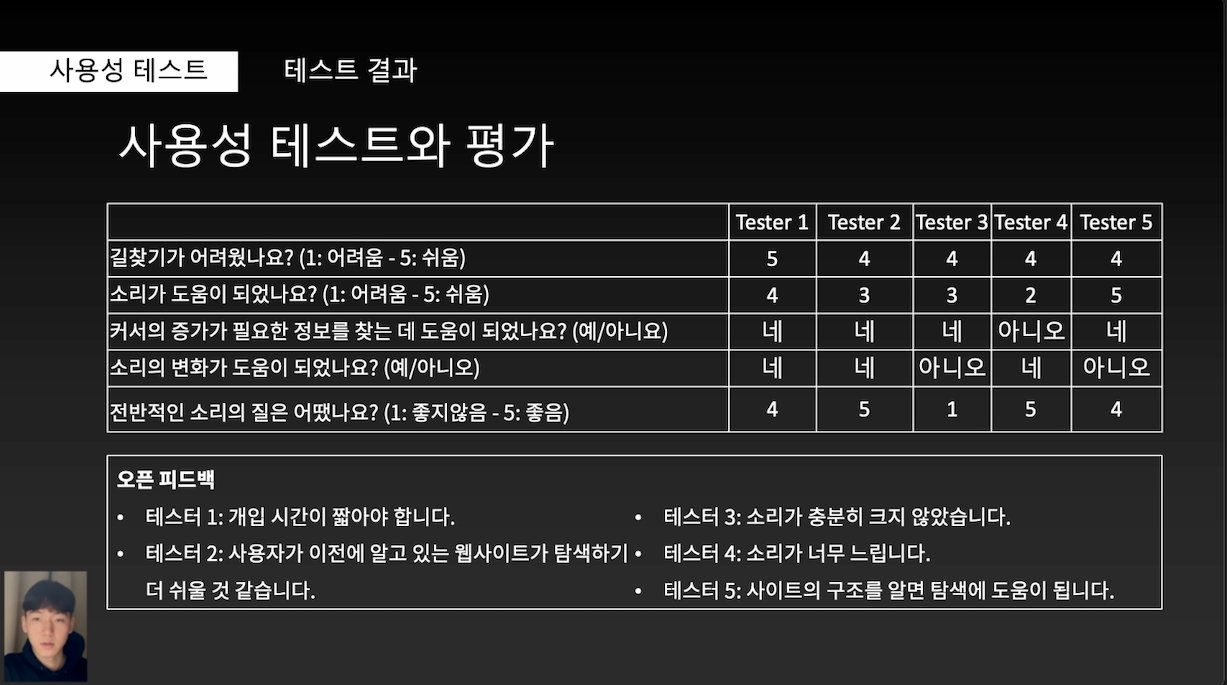 사용성 테스트 테스트 결과
사용성 테스트와 평가
Tester 1 Tester 2 Tester 3 Tester 4 Tester 5
길찾기가 어려웠나요? (1: 어려움 - 5: 쉬움) 5 4 4 4 4
소리가 도움이 되었나요? (1: 어려움 - 5: 쉬움) 4 3 3 2 5
커서의 증가가 필요한 정보를 찾는 데 도움이 되었나요? (예/아니요) 네 네 네 아니오 네
소리의 변화가 도움이 되었나요? (예/아니오) 네 네 아니오 네 아니오
전반적인 소리의 질은 어땠나요? (1: 좋지않음 - 5: 좋음) 4 5 1 5 4
오픈 피드백
• 테스터 1: 개입 시간이 짧아야 합니다.
• 테스터 2: 사용자가 이전에 알고 있는 웹사이트가 탐색하기
더 쉬울 것 같습니다.
• 테스터 3: 소리가 충분히 크지 않았습니다.
• 테스터 4: 소리가 너무 느립니다.
• 테스터 5: 사이트의 구조를 알면 탐색에 도움이 됩니다.